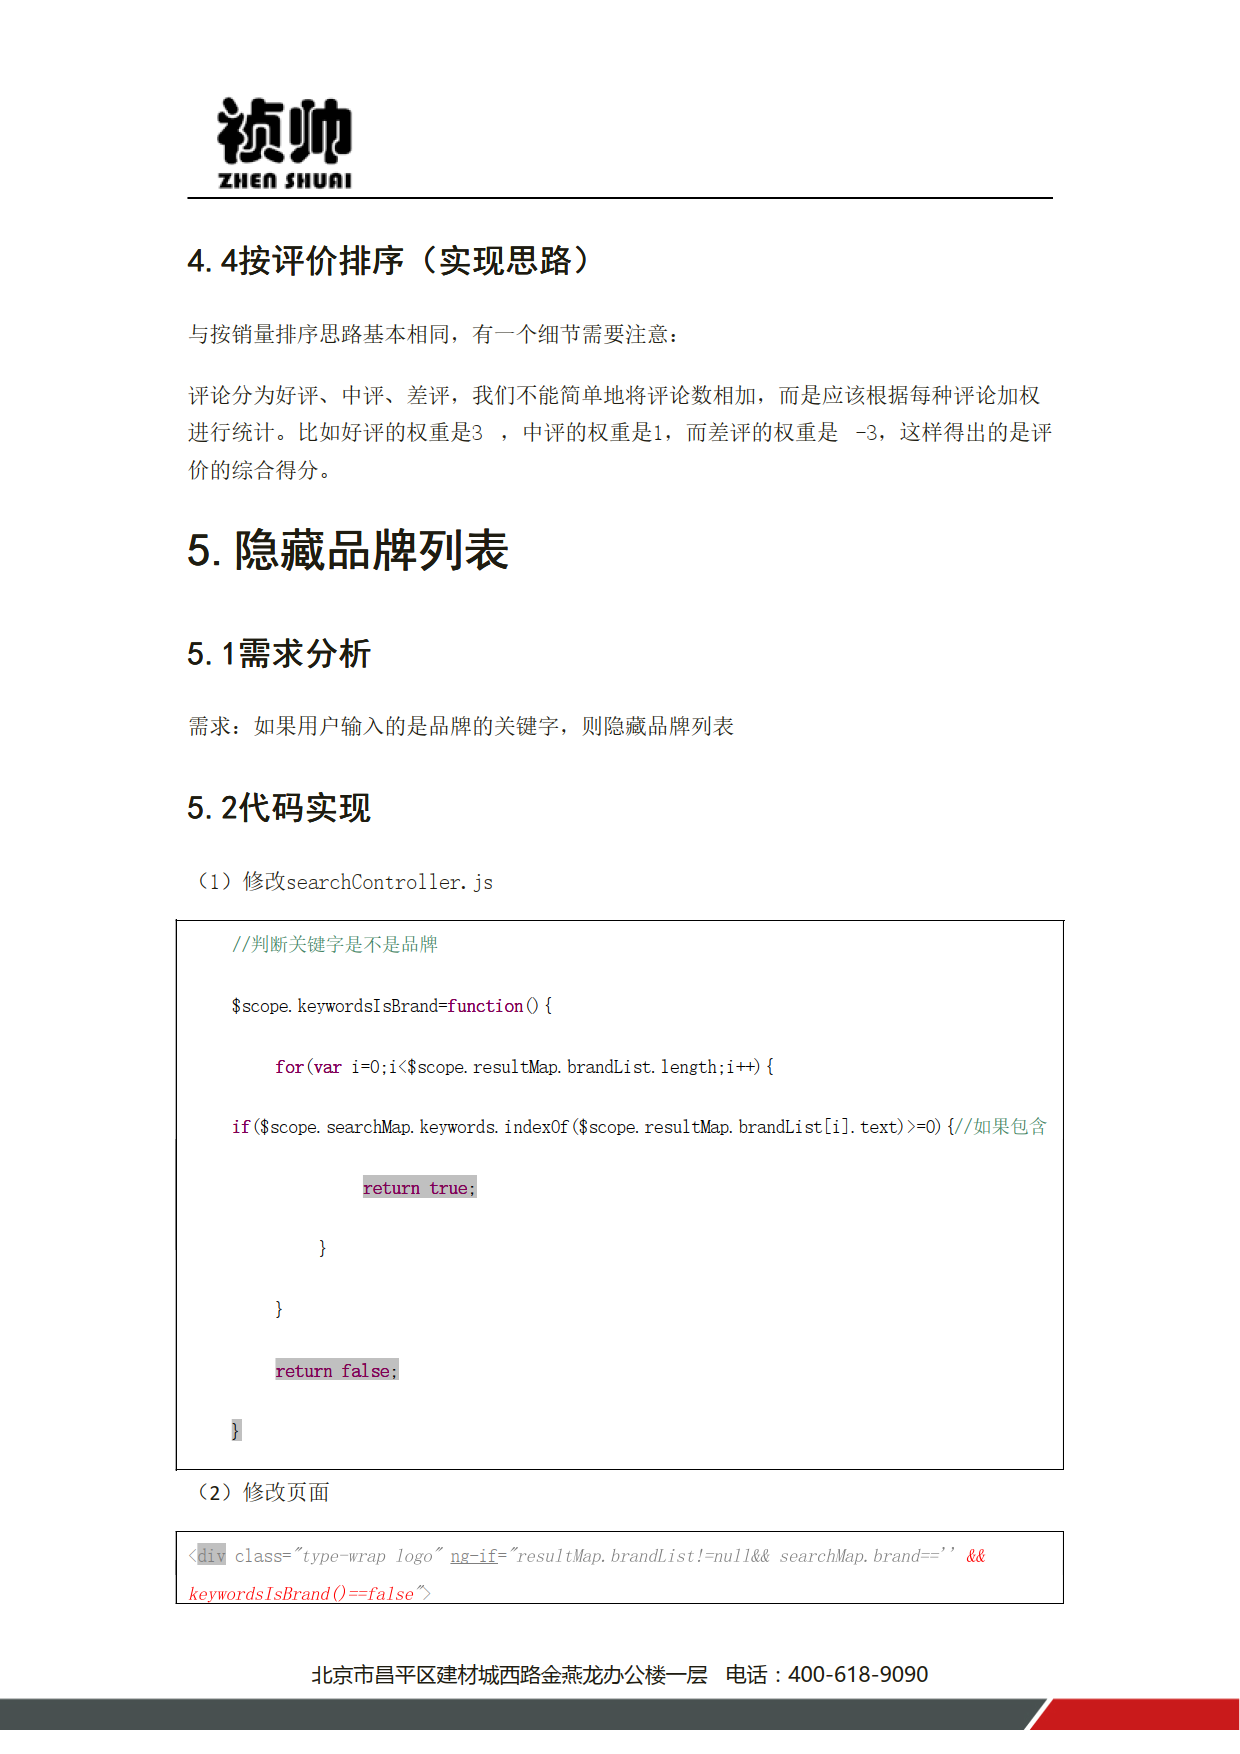 祯帅
ZHEN SHUAI
4.4按评价排序（实现思路）
与按销量排序思路基本相同，有一个细节需要注意：
评论分为好评、中评、差评，我们不能简单地将评论数相加，而是应该根据每种评论加权
进行统计。比如好评的权重是3 ，中评的权重是1，而差评的权重是 -3，这样得出的是评
价的综合得分。
5.隐藏品牌列表
5.1需求分析
需求：如果用户输入的是品牌的关键字，则隐藏品牌列表
5.2代码实现
（1）修改searchController.js
//判断关键字是不是品牌
$scope.keywordsIsBrand=function(){
for(var i=0;i<$scope.resultMap.brandList.length;i++){
if($scope.searchMap.keywords.indexOf($scope.resultMap.brandList[i].text)>=0){//如果包含
return true;
}
}
return false;
}
（2）修改页面
<div class="type-wrap logo" ng-if="resultMap.brandList!=null&& searchMap.brand=='' &&
keywordsIsBrand()==false">
北京市昌平区建材城西路金燕龙办公楼一层 电话：400-618-9090